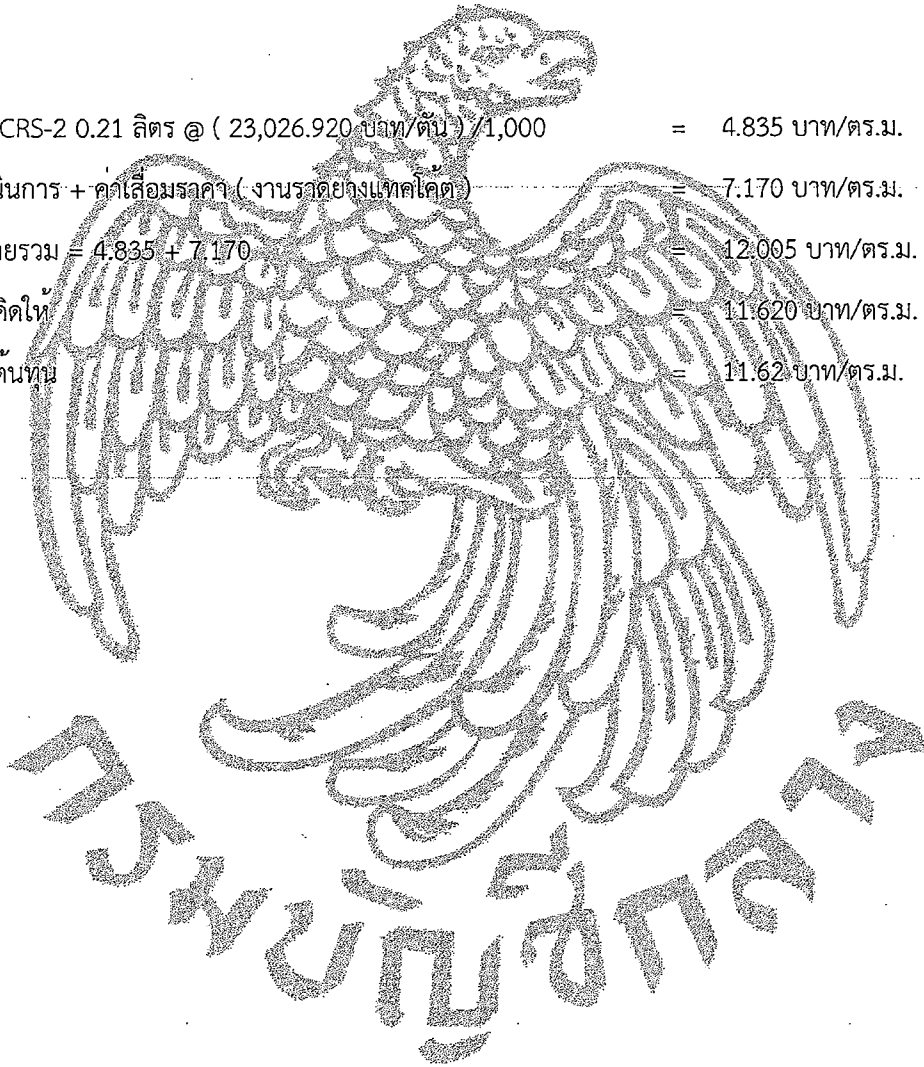 CRS-2 0.21 ลิตร @ ( 23,026.920 บาท/ตัน ) /1,000 = 4.835 บาท/ตร.ม.
นินการ + ค่าเสื่อมราคา ( งานราดยางแทคโค้ต ) = 7.170 บาท/ตร.ม.
ายรวม = 4.835 + 7.170 = 12.005 บาท/ตร.ม.
คิดให้ = 11.620 บาท/ตร.ม.
ต้นทุน = 11.62 บาท/ตร.ม.
กรมบัญชีกลาง